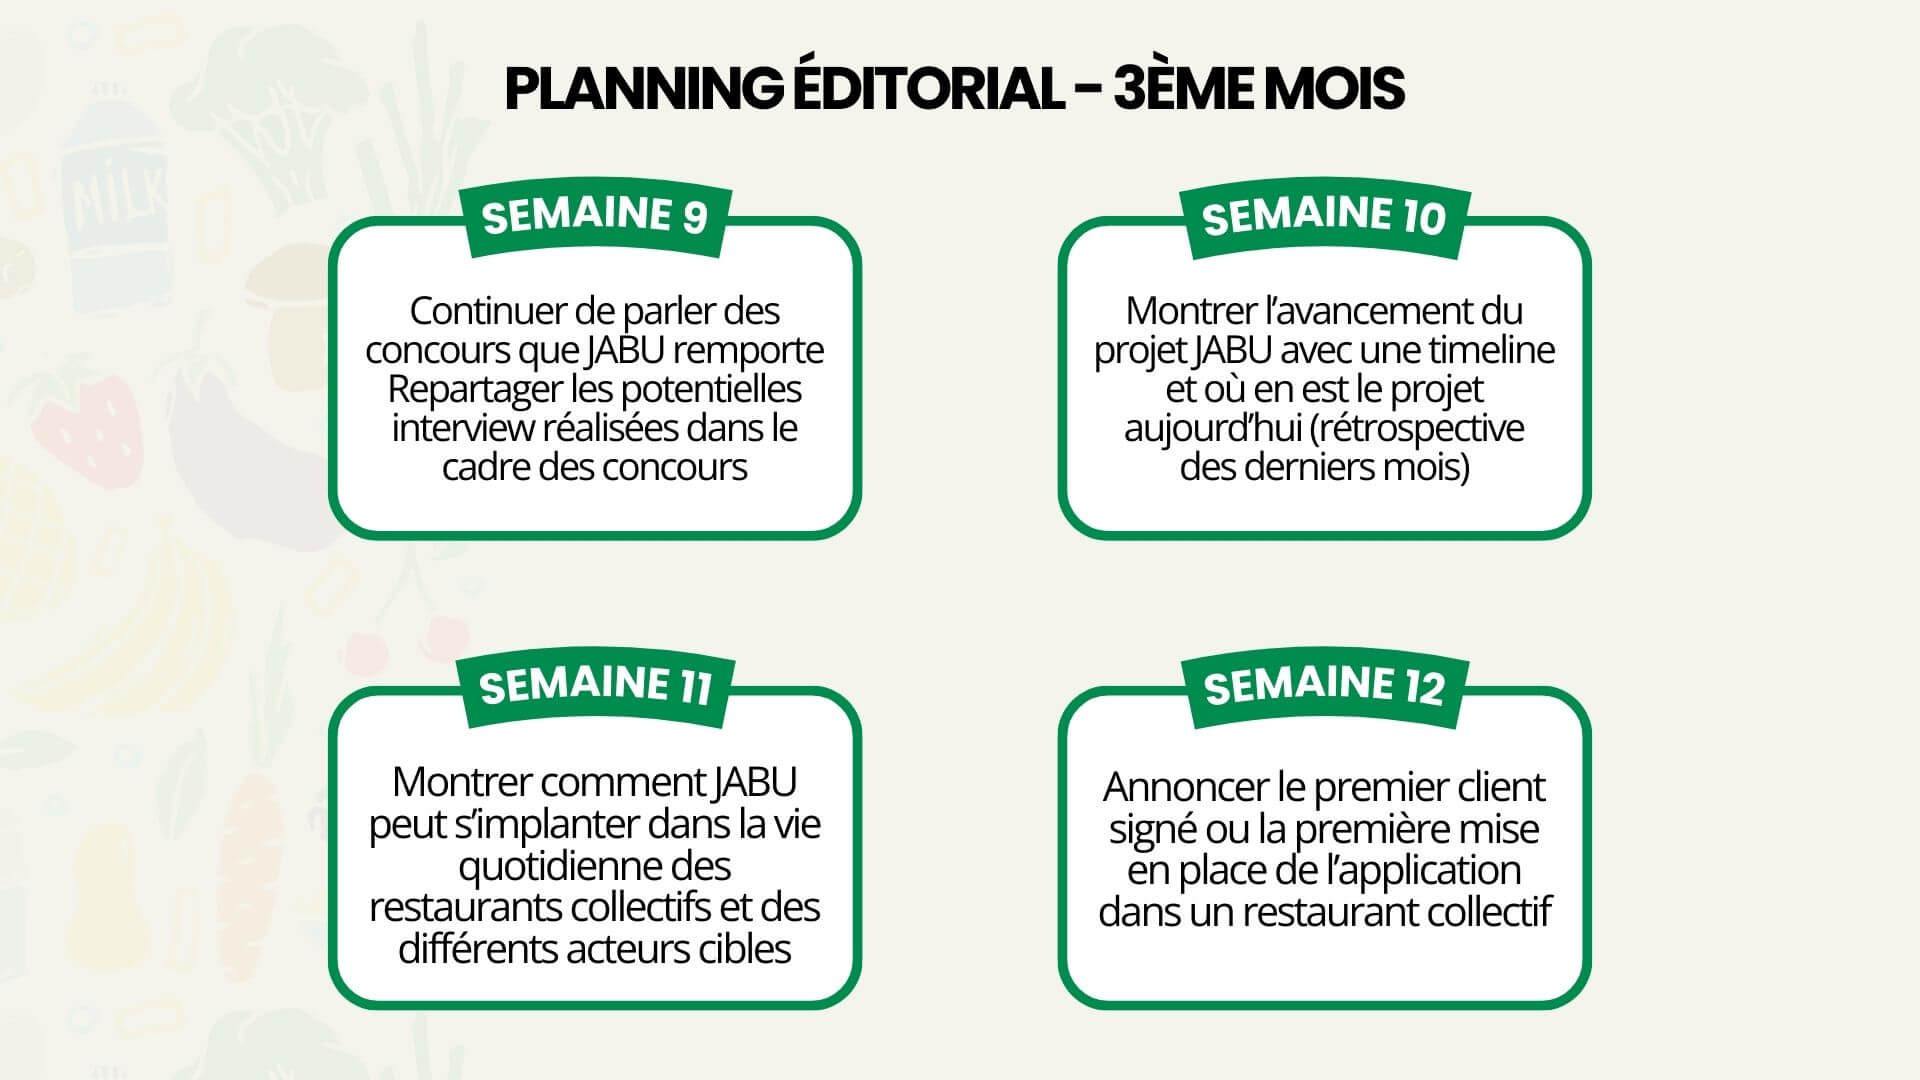 PLANNING ÉDITORIAL - 3ÈME MOIS
SEMAINE 9
Continuer de parler des
concours que JABU remporte
Repartager les potentielles
interview réalisées dans le
cadre des concours
SEMAINE 10
Montrer l'avancement du
projet JABU avec une timeline
et où en est le projet
aujourd'hui (rétrospective
des derniers mois)
SEMAINE 11
Montrer comment JABU
peut s'implanter dans la vie
quotidienne des
restaurants collectifs et des
différents acteurs cibles
SEMAINE 12
Annoncer le premier client
signé ou la première mise
en place de l'application
dans un restaurant collectif
MILK